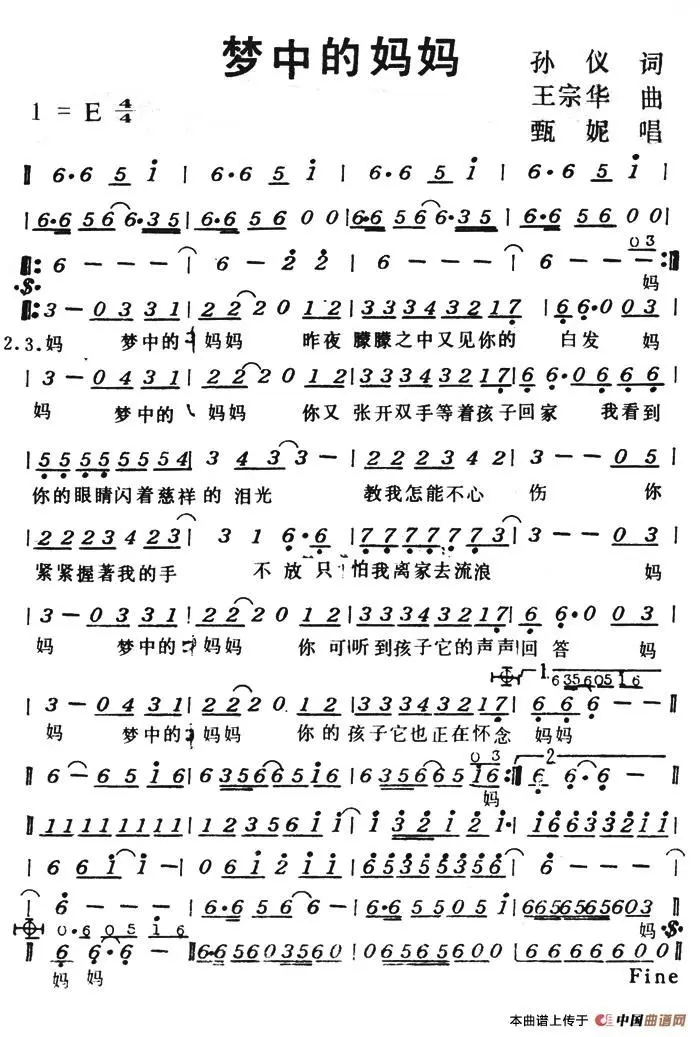 梦中的妈妈
孙 仪 词
1 = E 4/4
王宗华 曲
甄 妮 唱
6·6 5 i | 6·6 5 i | 6·6 5 i | 6·6 5 i |
6·6 5 6 6·3 5 | 6·6 5 6 0 0 | 6·6 5 6 6·3 5 | 6·6 5 6 0 0 |
0 3
6 - - - | 6 - 2 2 | 6 - - - | 6 - - -
妈
3 - 0 3 3 1 | 2 2 2 0 1 2 | 3 3 3 4 3 2 1 7 | 6 6· 0 0 3
2.3.妈 梦中的 妈妈 昨夜 朦朦之中又见你的 白发 妈
3 - 0 4 3 1 | 2 2 2 0 1 2 | 3 3 3 4 3 4 3 2 | 3·0 0 6 6 6
妈 梦中的 妈妈 你又 张开双手等着孩子回家 我看到
5 5 5 5 5 5 5 4 | 3 4 3 3 - | 2 2 2 2 3 4 2 | 3 - - 0 5
你的眼睛闪着慈祥的 泪光 教我怎能不心 伤 你
2 2 2 3 4 2 3 | 3 1 6·6 | 7 7 7 7 7 7 7 3 | 3 - - 0 3
紧紧握著我的手 不放只 怕我离家去流浪 妈
3 - 0 3 3 1 | 2 2 2 0 1 2 | 3 3 3 4 3 2 1 7 | 6 6·0 0 3
妈 梦中的 妈妈 你 可听到孩子它的声声回答 妈
1. 6 3 5 6 0 5 i 6
3 - 0 4 3 1 | 2 2 2 0 1 2 | 3 3 3 4 3 2 1 7 | 6 6 6 -
妈 梦中的 妈妈 你的孩子它也正在怀念 妈妈
0 3 2
6 - 6 5 i 6 | 6 3 5 6 6 5 i 6 | 6 3 5 6 6 5 i 6 | 6 6·6 -
妈
1 1 1 1 1 1 1 1 | 1 2 3 5 6 i i | i 3 2 i 2 i· | i 6 6 3 3 2 i i
6 6 i i - | 0 6 i 2 i i | 6 5 3 5 3 5 3 6 | 6 - - -
6 - - - | 6·6 5 6 6 - | 6·6 5 5 0 5 i | 6 6 5 6 5 6 5 6 0 3
0·6 0 5 i 6 妈
6 6·6 - | 6·6 5 6 0 3 5 6 0 | 0 6 5 6 5 6 0 0 | 6 6 6 6 6 0 0
妈 妈
Fine
本曲谱上传于 中国曲谱网